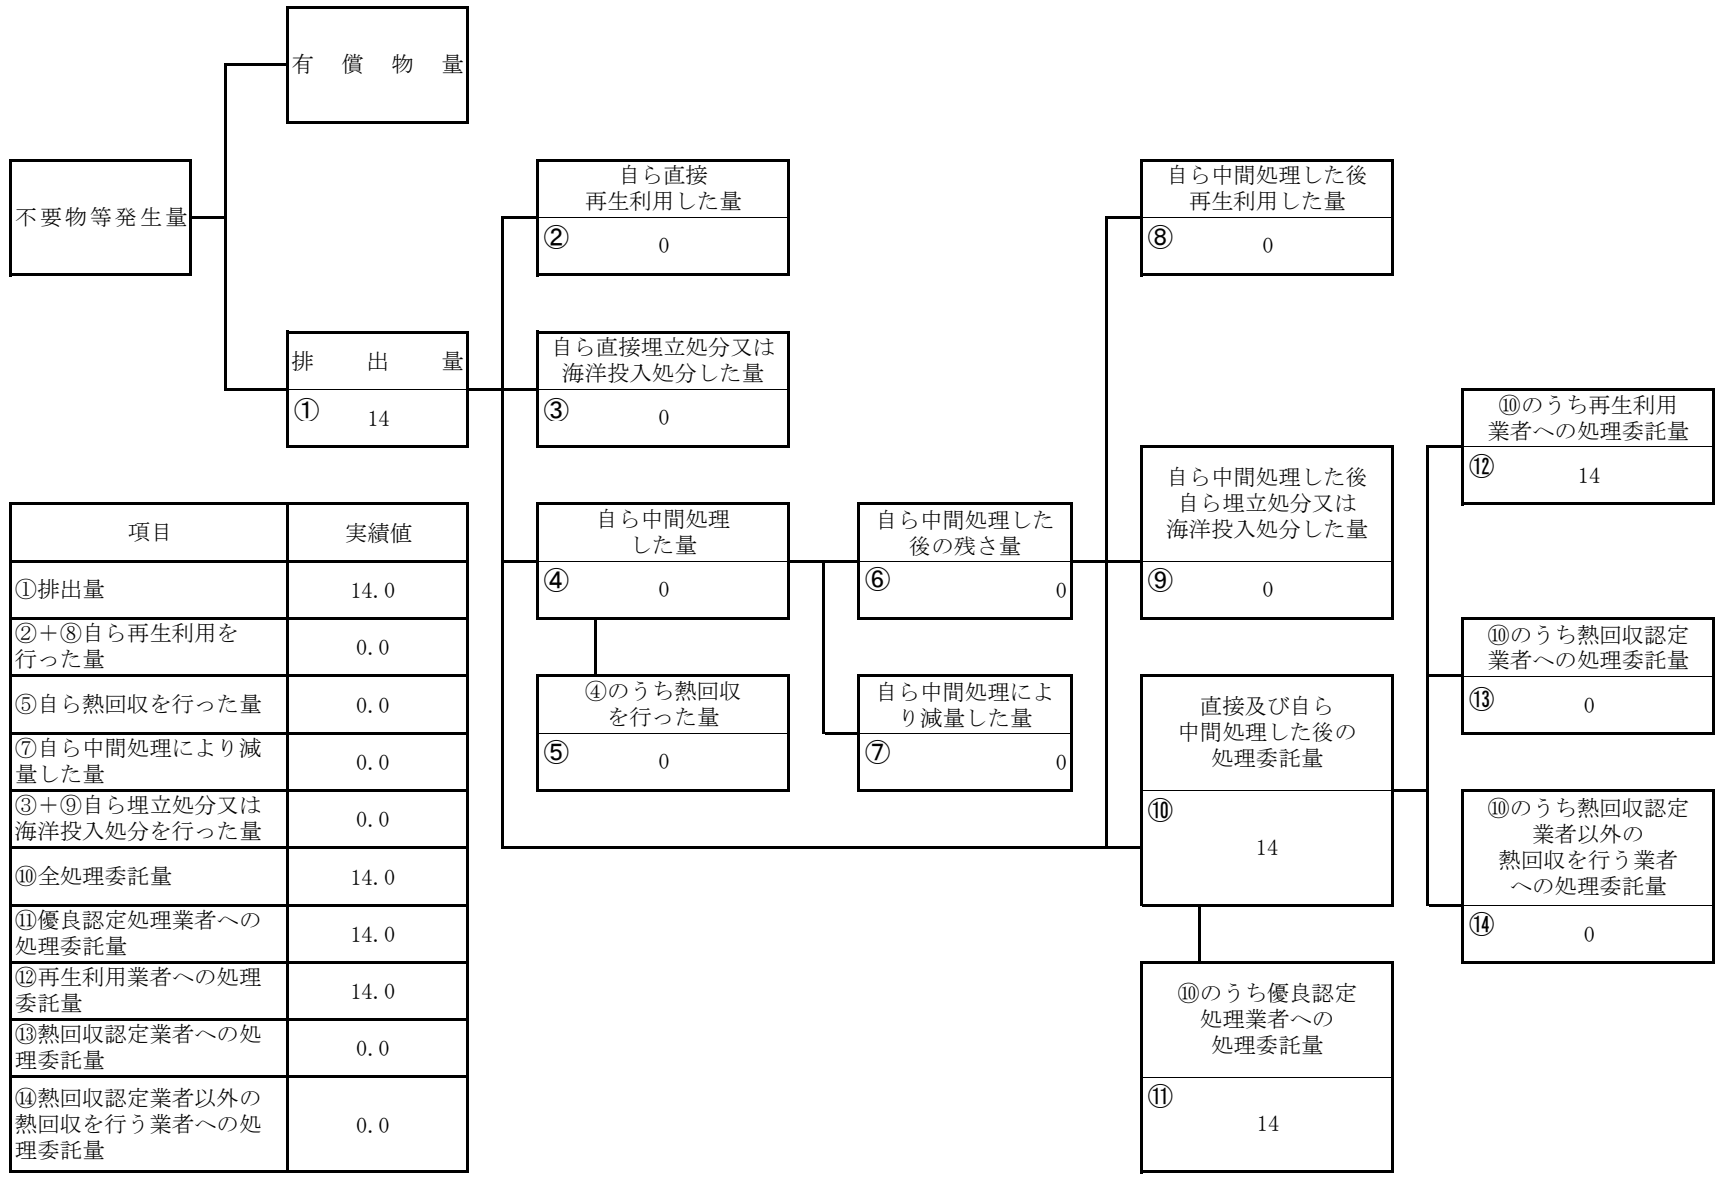 有償物量
不要物等発生量
排出量
① 14
自ら直接
再生利用した量
② 0
自ら直接埋立処分又は
海洋投入処分した量
③ 0
自ら中間処理
した量
④ 0
④のうち熱回収
を行った量
⑤ 0
自ら中間処理した
後の残さ量
⑥ 0
自ら中間処理によ
り減量した量
⑦ 0
自ら中間処理した後
再生利用した量
⑧ 0
自ら中間処理した後
自ら埋立処分又は
海洋投入処分した量
⑨ 0
直接及び自ら
中間処理した後の
処理委託量
⑩
14
⑩のうち優良認定
処理業者への
処理委託量
⑪
14
⑩のうち再生利用
業者への処理委託量
⑫ 14
⑩のうち熱回収認定
業者への処理委託量
⑬ 0
⑩のうち熱回収認定
業者以外の
熱回収を行う業者
への処理委託量
⑭ 0
項目 実績値
①排出量 14.0
②＋⑧自ら再生利用を
行った量 0.0
⑤自ら熱回収を行った量 0.0
⑦自ら中間処理により減
量した量 0.0
③＋⑨自ら埋立処分又は
海洋投入処分を行った量 0.0
⑩全処理委託量 14.0
⑪優良認定処理業者への
処理委託量 14.0
⑫再生利用業者への処理
委託量 14.0
⑬熱回収認定業者への処
理委託量 0.0
⑭熱回収認定業者以外の
熱回収を行う業者への処
理委託量 0.0